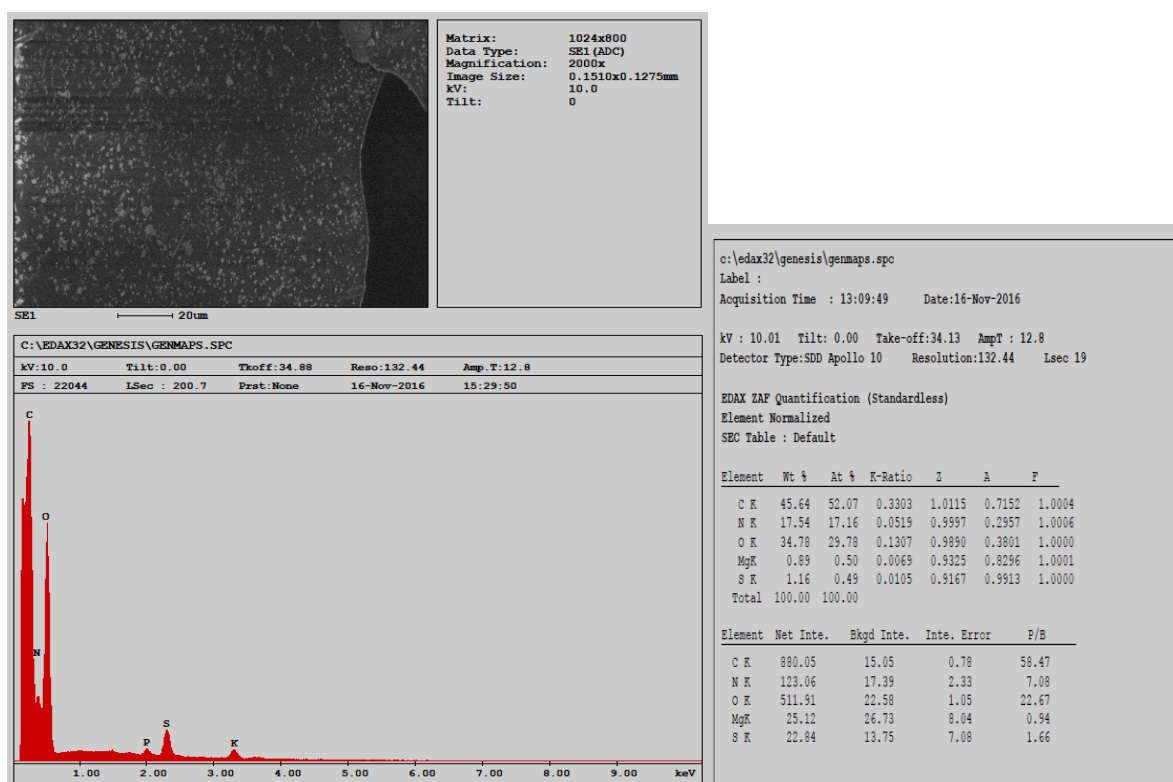 Matrix: 1024x800
Data Type: SE1(ADC)
Magnification: 2000x
Image Size: 0.1510x0.1275mm
kV: 10.0
Tilt: 0
SE1 20um
C:\EDAX32\GENESIS\GENMAPS.SPC
kV:10.0 Tilt:0.00 Tkoff:34.88 Reso:132.44 Amp.T:12.8
FS : 22044 LSec : 200.7 Prst:None 16-Nov-2016 15:29:50
C
O
N
P
S
K
1.00 2.00 3.00 4.00 5.00 6.00 7.00 8.00 9.00 keV
c:\edax32\genesis\genmaps.spc
Label :
Acquisition Time : 13:09:49 Date:16-Nov-2016
kV : 10.01 Tilt: 0.00 Take-off:34.13 AmpT : 12.8
Detector Type:SDD Apollo 10 Resolution:132.44 Lsec 19
EDAX ZAF Quantification (Standardless)
Element Normalized
SEC Table : Default
Element Wt % At % K-Ratio Z A F
C K 45.64 52.07 0.3303 1.0115 0.7152 1.0004
N K 17.54 17.16 0.0519 0.9997 0.2957 1.0006
O K 34.78 29.78 0.1307 0.9890 0.3801 1.0000
MgK 0.89 0.50 0.0069 0.9325 0.8296 1.0001
S K 1.16 0.49 0.0105 0.9167 0.9913 1.0000
Total 100.00 100.00
Element Net Inte. Bkgd Inte. Inte. Error P/B
C K 880.05 15.05 0.78 58.47
N K 123.06 17.39 2.33 7.08
O K 511.91 22.58 1.05 22.67
MgK 25.12 26.73 8.04 0.94
S K 22.84 13.75 7.08 1.66